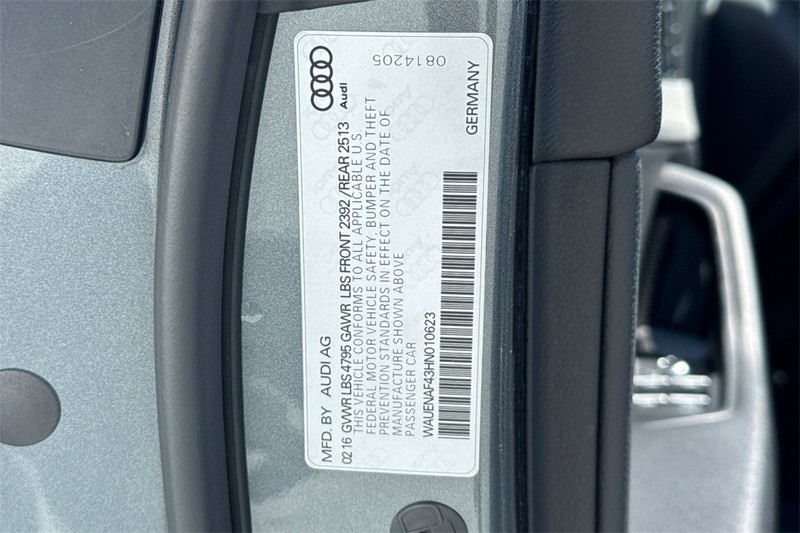 Audi
0814205
MFD. BY AUDI AG
GERMANY
02 16 GVWR LBS 4795 GAWR LBS FRONT 2392 / REAR 2513
THIS VEHICLE CONFORMS TO ALL APPLICABLE U.S.
FEDERAL MOTOR VEHICLE SAFETY, BUMPER AND THEFT
PREVENTION STANDARDS IN EFFECT ON THE DATE OF
MANUFACTURE SHOWN ABOVE
PASSENGER CAR
WAUENAF43HN010623